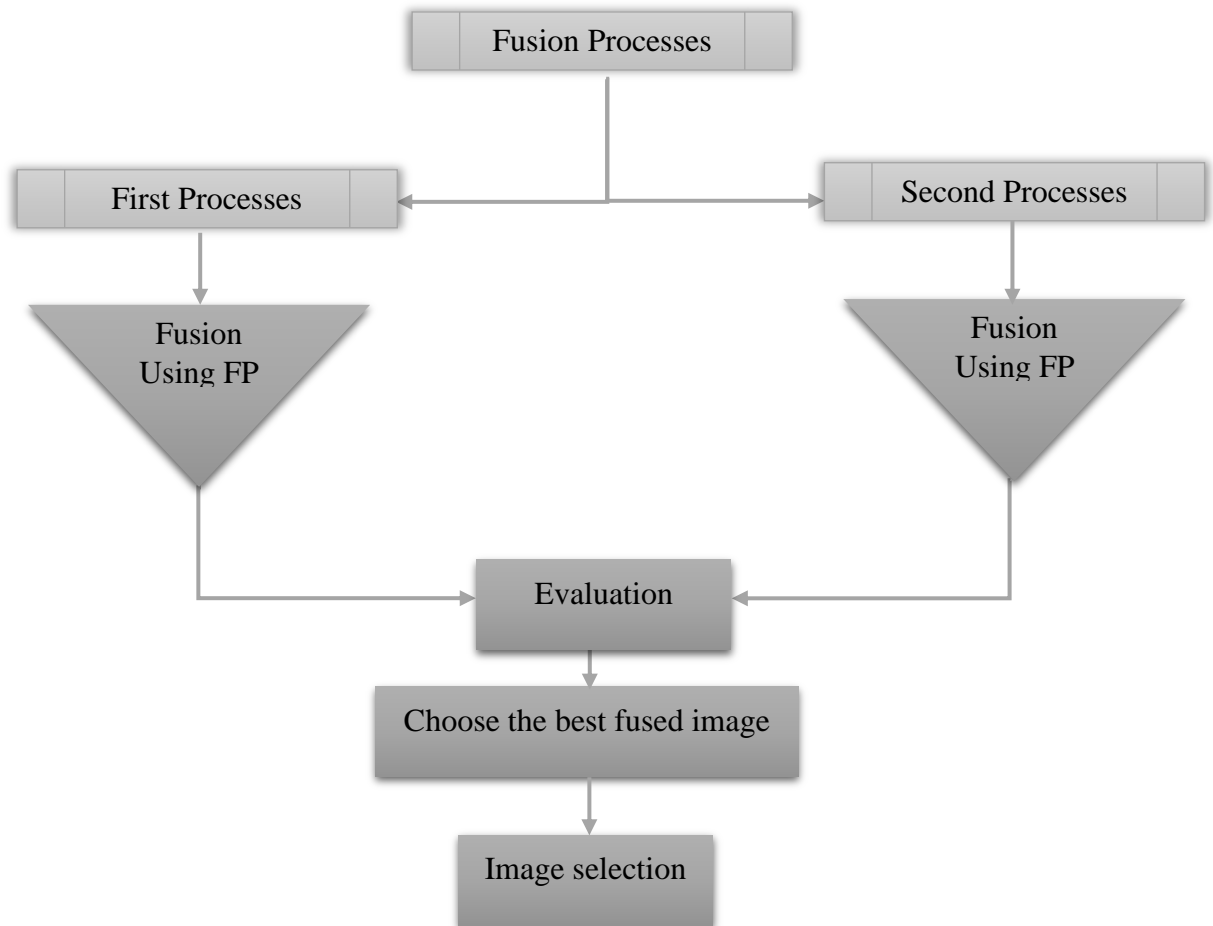 Fusion Processes
First Processes
Second Processes
Fusion
Using FP
Fusion
Using FP
Evaluation
Choose the best fused image
Image selection